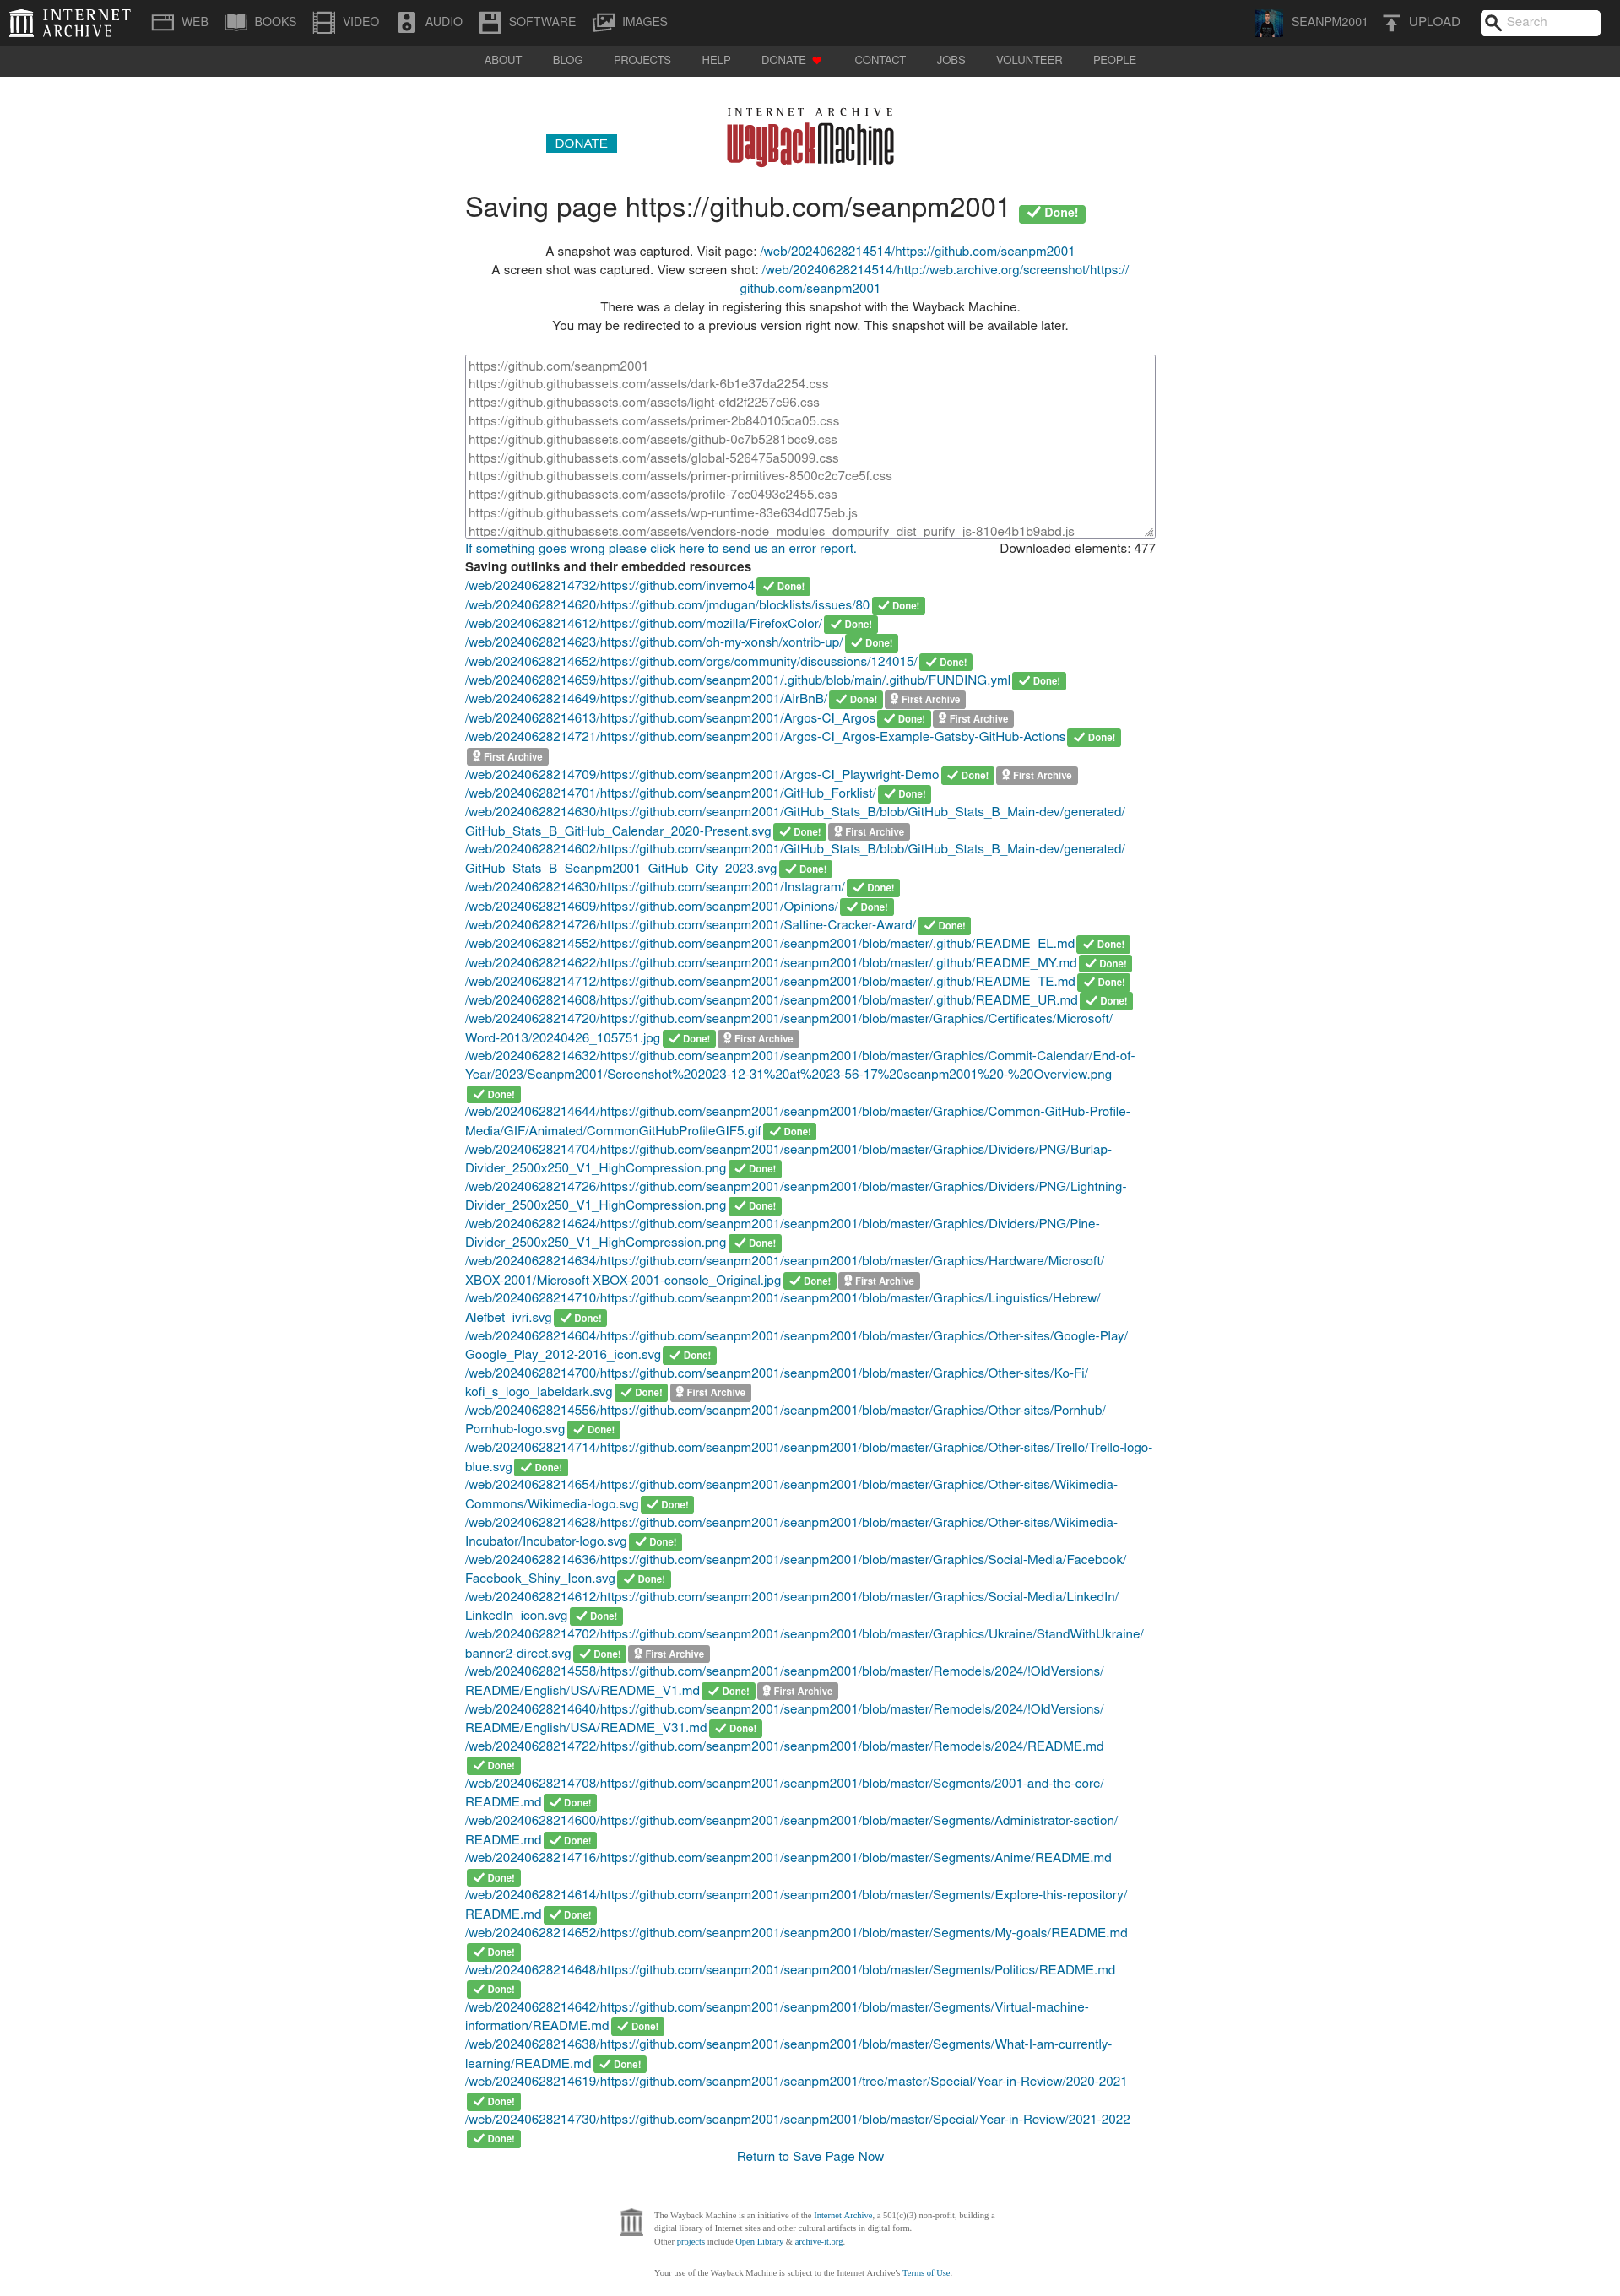 INTERNET ARCHIVE
WEB BOOKS VIDEO AUDIO SOFTWARE IMAGES SEANPM2001 UPLOAD Search
ABOUT BLOG PROJECTS HELP DONATE CONTACT JOBS VOLUNTEER PEOPLE
INTERNET ARCHIVE
DONATE
WayBackMachine
Saving page https://github.com/seanpm2001 Done!
A snapshot was captured. Visit page: /web/20240628214514/https://github.com/seanpm2001
A screen shot was captured. View screen shot: /web/20240628214514/http://web.archive.org/screenshot/https://
github.com/seanpm2001
There was a delay in registering this snapshot with the Wayback Machine.
You may be redirected to a previous version right now. This snapshot will be available later.
https://github.com/seanpm2001
https://github.githubassets.com/assets/dark-6b1e37da2254.css
https://github.githubassets.com/assets/light-efd2f2257c96.css
https://github.githubassets.com/assets/primer-2b840105ca05.css
https://github.githubassets.com/assets/github-0c7b5281bcc9.css
https://github.githubassets.com/assets/global-526475a50099.css
https://github.githubassets.com/assets/primer-primitives-8500c2c7ce5f.css
https://github.githubassets.com/assets/profile-7cc0493c2455.css
https://github.githubassets.com/assets/wp-runtime-83e634d075eb.js
https://github.githubassets.com/assets/vendors-node_modules_dompurify_dist_purify_js-810e4b1b9abd.js
If something goes wrong please click here to send us an error report. Downloaded elements: 477
Saving outlinks and their embedded resources
/web/20240628214732/https://github.com/inverno4 Done!
/web/20240628214620/https://github.com/jmdugan/blocklists/issues/80 Done!
/web/20240628214612/https://github.com/mozilla/FirefoxColor/ Done!
/web/20240628214623/https://github.com/oh-my-xonsh/xontrib-up/ Done!
/web/20240628214652/https://github.com/orgs/community/discussions/124015/ Done!
/web/20240628214659/https://github.com/seanpm2001/.github/blob/main/.github/FUNDING.yml Done!
/web/20240628214649/https://github.com/seanpm2001/AirBnB/ Done! First Archive
/web/20240628214613/https://github.com/seanpm2001/Argos-CI_Argos Done! First Archive
/web/20240628214721/https://github.com/seanpm2001/Argos-CI_Argos-Example-Gatsby-GitHub-Actions Done!
First Archive
/web/20240628214709/https://github.com/seanpm2001/Argos-CI_Playwright-Demo Done! First Archive
/web/20240628214701/https://github.com/seanpm2001/GitHub_Forklist/ Done!
/web/20240628214630/https://github.com/seanpm2001/GitHub_Stats_B/blob/GitHub_Stats_B_Main-dev/generated/
GitHub_Stats_B_GitHub_Calendar_2020-Present.svg Done! First Archive
/web/20240628214602/https://github.com/seanpm2001/GitHub_Stats_B/blob/GitHub_Stats_B_Main-dev/generated/
GitHub_Stats_B_Seanpm2001_GitHub_City_2023.svg Done!
/web/20240628214630/https://github.com/seanpm2001/Instagram/ Done!
/web/20240628214609/https://github.com/seanpm2001/Opinions/ Done!
/web/20240628214726/https://github.com/seanpm2001/Saltine-Cracker-Award/ Done!
/web/20240628214552/https://github.com/seanpm2001/seanpm2001/blob/master/.github/README_EL.md Done!
/web/20240628214622/https://github.com/seanpm2001/seanpm2001/blob/master/.github/README_MY.md Done!
/web/20240628214712/https://github.com/seanpm2001/seanpm2001/blob/master/.github/README_TE.md Done!
/web/20240628214608/https://github.com/seanpm2001/seanpm2001/blob/master/.github/README_UR.md Done!
/web/20240628214720/https://github.com/seanpm2001/seanpm2001/blob/master/Graphics/Certificates/Microsoft/
Word-2013/20240426_105751.jpg Done! First Archive
/web/20240628214632/https://github.com/seanpm2001/seanpm2001/blob/master/Graphics/Commit-Calendar/End-of-
Year/2023/Seanpm2001/Screenshot%202023-12-31%20at%2023-56-17%20seanpm2001%20-%20Overview.png
Done!
/web/20240628214644/https://github.com/seanpm2001/seanpm2001/blob/master/Graphics/Common-GitHub-Profile-
Media/GIF/Animated/CommonGitHubProfileGIF5.gif Done!
/web/20240628214704/https://github.com/seanpm2001/seanpm2001/blob/master/Graphics/Dividers/PNG/Burlap-
Divider_2500x250_V1_HighCompression.png Done!
/web/20240628214726/https://github.com/seanpm2001/seanpm2001/blob/master/Graphics/Dividers/PNG/Lightning-
Divider_2500x250_V1_HighCompression.png Done!
/web/20240628214624/https://github.com/seanpm2001/seanpm2001/blob/master/Graphics/Dividers/PNG/Pine-
Divider_2500x250_V1_HighCompression.png Done!
/web/20240628214634/https://github.com/seanpm2001/seanpm2001/blob/master/Graphics/Hardware/Microsoft/
XBOX-2001/Microsoft-XBOX-2001-console_Original.jpg Done! First Archive
/web/20240628214710/https://github.com/seanpm2001/seanpm2001/blob/master/Graphics/Linguistics/Hebrew/
Alefbet_ivri.svg Done!
/web/20240628214604/https://github.com/seanpm2001/seanpm2001/blob/master/Graphics/Other-sites/Google-Play/
Google_Play_2012-2016_icon.svg Done!
/web/20240628214700/https://github.com/seanpm2001/seanpm2001/blob/master/Graphics/Other-sites/Ko-Fi/
kofi_s_logo_labeldark.svg Done! First Archive
/web/20240628214556/https://github.com/seanpm2001/seanpm2001/blob/master/Graphics/Other-sites/Pornhub/
Pornhub-logo.svg Done!
/web/20240628214714/https://github.com/seanpm2001/seanpm2001/blob/master/Graphics/Other-sites/Trello/Trello-logo-
blue.svg Done!
/web/20240628214654/https://github.com/seanpm2001/seanpm2001/blob/master/Graphics/Other-sites/Wikimedia-
Commons/Wikimedia-logo.svg Done!
/web/20240628214628/https://github.com/seanpm2001/seanpm2001/blob/master/Graphics/Other-sites/Wikimedia-
Incubator/Incubator-logo.svg Done!
/web/20240628214636/https://github.com/seanpm2001/seanpm2001/blob/master/Graphics/Social-Media/Facebook/
Facebook_Shiny_Icon.svg Done!
/web/20240628214612/https://github.com/seanpm2001/seanpm2001/blob/master/Graphics/Social-Media/LinkedIn/
LinkedIn_icon.svg Done!
/web/20240628214702/https://github.com/seanpm2001/seanpm2001/blob/master/Graphics/Ukraine/StandWithUkraine/
banner2-direct.svg Done! First Archive
/web/20240628214558/https://github.com/seanpm2001/seanpm2001/blob/master/Remodels/2024/!OldVersions/
README/English/USA/README_V1.md Done! First Archive
/web/20240628214640/https://github.com/seanpm2001/seanpm2001/blob/master/Remodels/2024/!OldVersions/
README/English/USA/README_V31.md Done!
/web/20240628214722/https://github.com/seanpm2001/seanpm2001/blob/master/Remodels/2024/README.md
Done!
/web/20240628214708/https://github.com/seanpm2001/seanpm2001/blob/master/Segments/2001-and-the-core/
README.md Done!
/web/20240628214600/https://github.com/seanpm2001/seanpm2001/blob/master/Segments/Administrator-section/
README.md Done!
/web/20240628214716/https://github.com/seanpm2001/seanpm2001/blob/master/Segments/Anime/README.md
Done!
/web/20240628214614/https://github.com/seanpm2001/seanpm2001/blob/master/Segments/Explore-this-repository/
README.md Done!
/web/20240628214652/https://github.com/seanpm2001/seanpm2001/blob/master/Segments/My-goals/README.md
Done!
/web/20240628214648/https://github.com/seanpm2001/seanpm2001/blob/master/Segments/Politics/README.md
Done!
/web/20240628214642/https://github.com/seanpm2001/seanpm2001/blob/master/Segments/Virtual-machine-
information/README.md Done!
/web/20240628214638/https://github.com/seanpm2001/seanpm2001/blob/master/Segments/What-I-am-currently-
learning/README.md Done!
/web/20240628214619/https://github.com/seanpm2001/seanpm2001/tree/master/Special/Year-in-Review/2020-2021
Done!
/web/20240628214730/https://github.com/seanpm2001/seanpm2001/blob/master/Special/Year-in-Review/2021-2022
Done!
Return to Save Page Now
The Wayback Machine is an initiative of the Internet Archive, a 501(c)(3) non-profit, building a
digital library of Internet sites and other cultural artifacts in digital form.
Other projects include Open Library & archive-it.org.
Your use of the Wayback Machine is subject to the Internet Archive's Terms of Use.